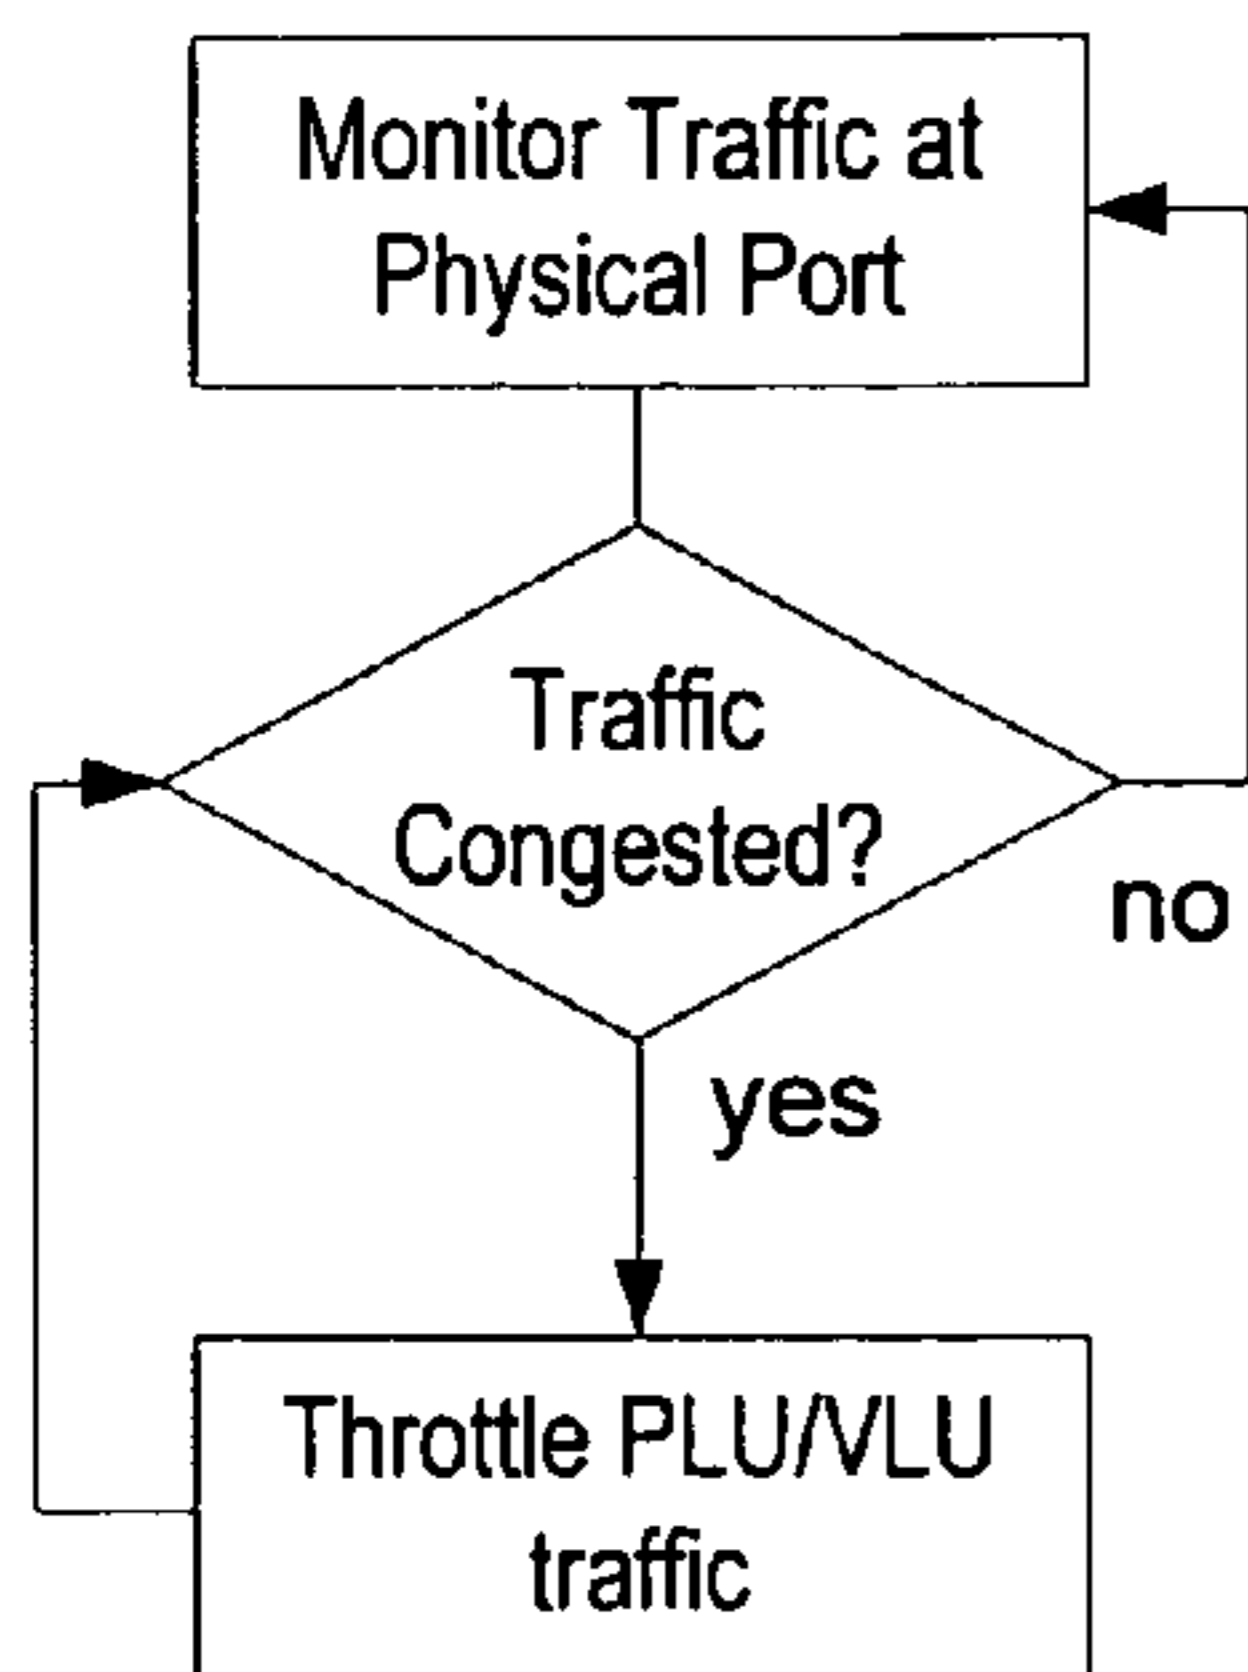 Monitor Traffic at
Physical Port
Traffic
Congested?
no
yes
Throttle PLU/VLU
traffic